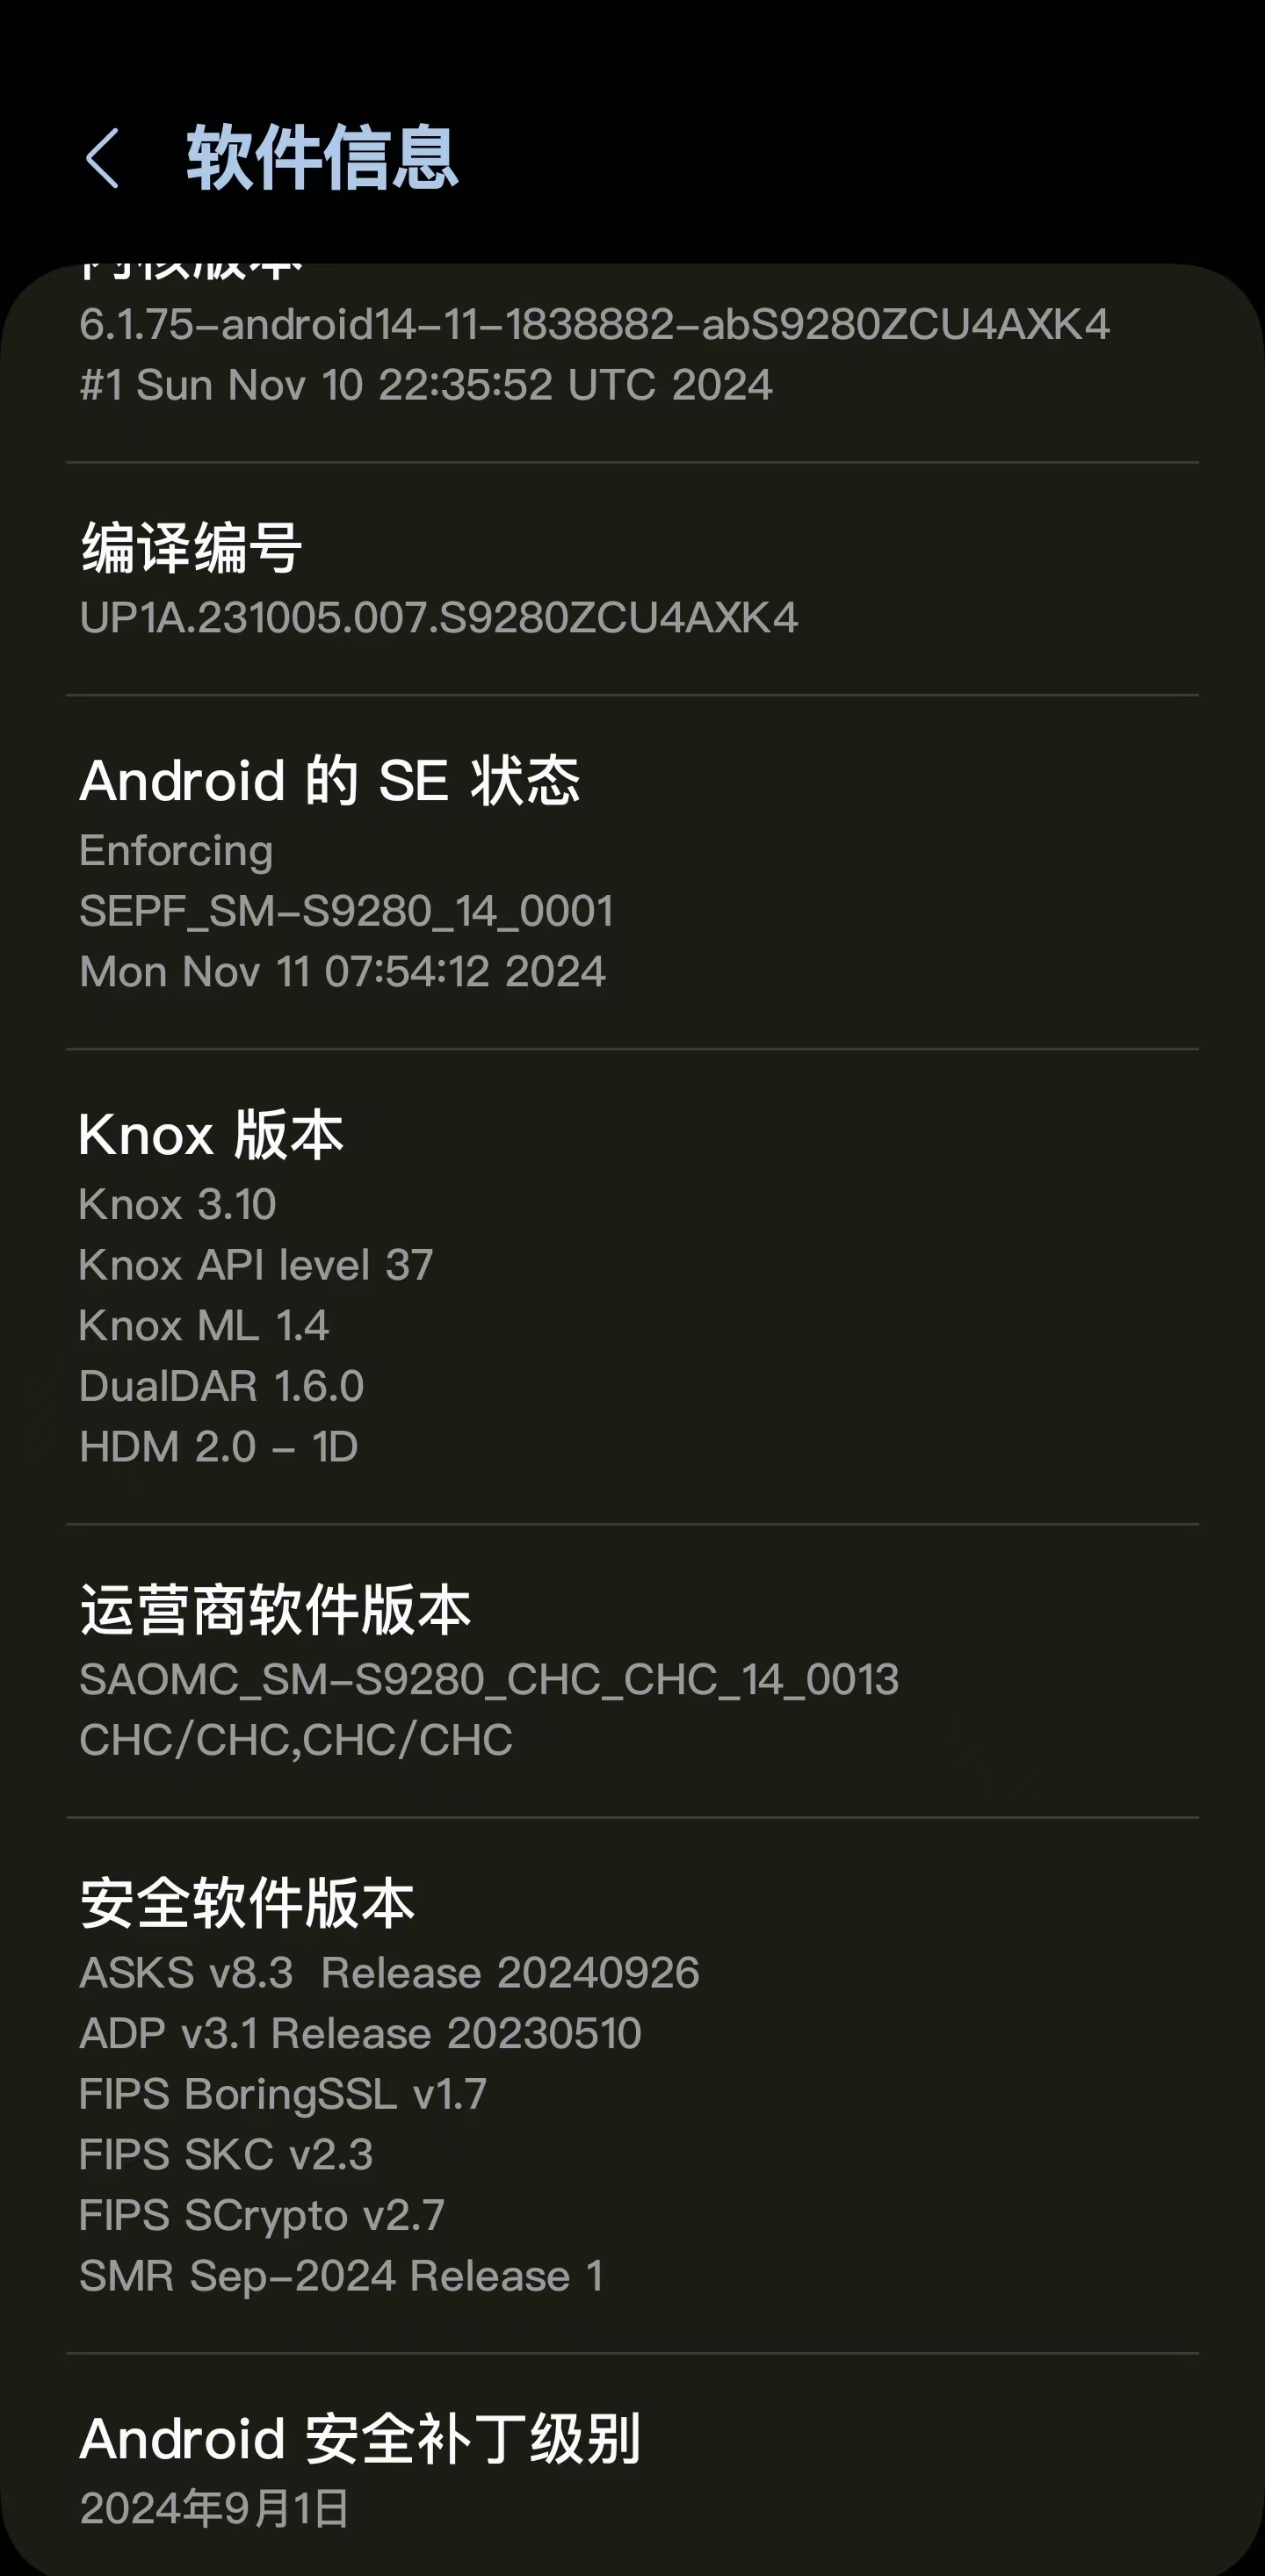 软件信息
内核版本
6.1.75-android14-11-1838882-abS9280ZCU4AXK4
#1 Sun Nov 10 22:35:52 UTC 2024
编译编号
UP1A.231005.007.S9280ZCU4AXK4
Android 的 SE 状态
Enforcing
SEPF_SM-S9280_14_0001
Mon Nov 11 07:54:12 2024
Knox 版本
Knox 3.10
Knox API level 37
Knox ML 1.4
DualDAR 1.6.0
HDM 2.0 - 1D
运营商软件版本
SAOMC_SM-S9280_CHC_CHC_14_0013
CHC/CHC,CHC/CHC
安全软件版本
ASKS v8.3  Release 20240926
ADP v3.1 Release 20230510
FIPS BoringSSL v1.7
FIPS SKC v2.3
FIPS SCrypto v2.7
SMR Sep-2024 Release 1
Android 安全补丁级别
2024年9月1日